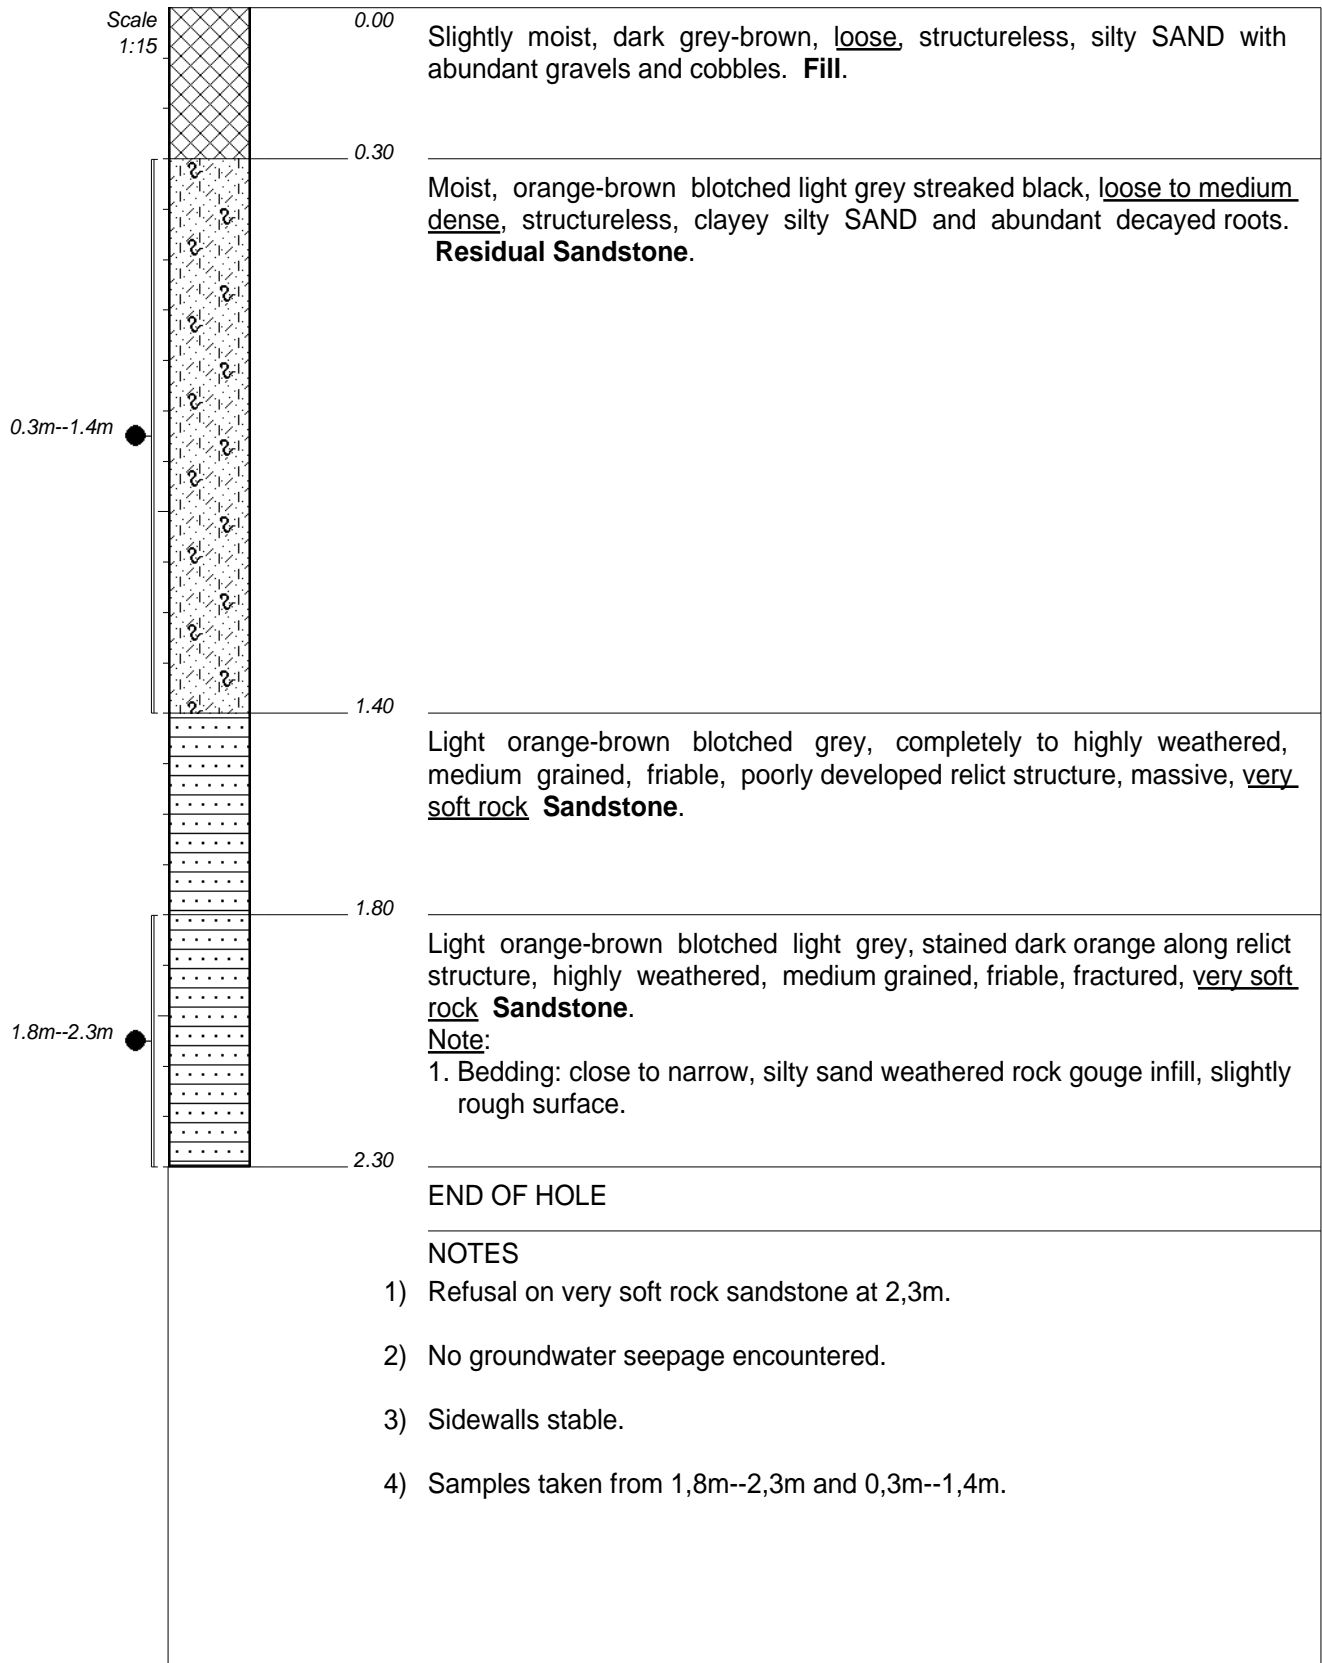 Scale
1:15
0.00
Slightly moist, dark grey-brown, loose, structureless, silty SAND with
abundant gravels and cobbles. Fill.
0.30
Moist, orange-brown blotched light grey streaked black, loose to medium
dense, structureless, clayey silty SAND and abundant decayed roots.
Residual Sandstone.
0.3m--1.4m
1.40
Light orange-brown blotched grey, completely to highly weathered,
medium grained, friable, poorly developed relict structure, massive, very
soft rock Sandstone.
1.80
Light orange-brown blotched light grey, stained dark orange along relict
structure, highly weathered, medium grained, friable, fractured, very soft
rock Sandstone.
1.8m--2.3m
Note:
1. Bedding: close to narrow, silty sand weathered rock gouge infill, slightly
rough surface.
2.30
END OF HOLE
NOTES
1) Refusal on very soft rock sandstone at 2,3m.
2) No groundwater seepage encountered.
3) Sidewalls stable.
4) Samples taken from 1,8m--2,3m and 0,3m--1,4m.